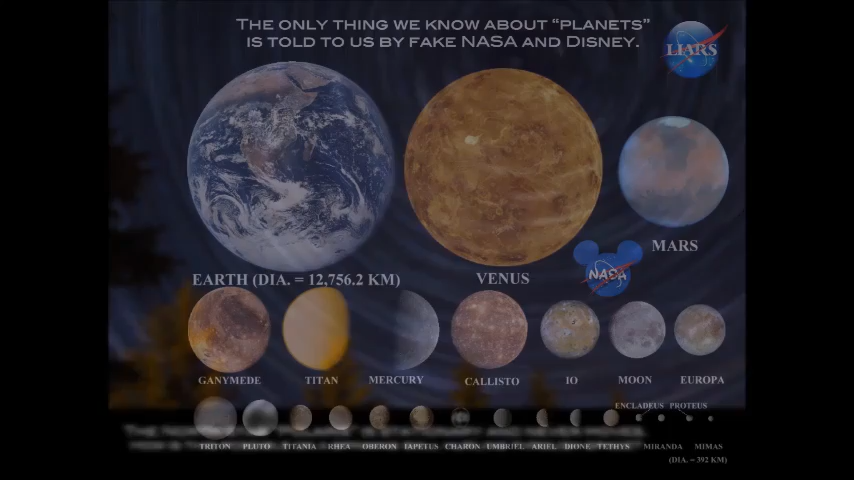 THE ONLY THING WE KNOW ABOUT “PLANETS”
IS TOLD TO US BY FAKE NASA AND DISNEY.
LIARS
MARS
NASA
EARTH (DIA. = 12,756.2 KM)
VENUS
GANYMEDE TITAN MERCURY CALLISTO IO MOON EUROPA
ENCLADEUS PROTEUS
TRITON PLUTO TITANIA RHEA OBERON IAPETUS CHARON UMBRIEL ARIEL DIONE TETHYS MIRANDA MIMAS
(DIA. = 392 KM)